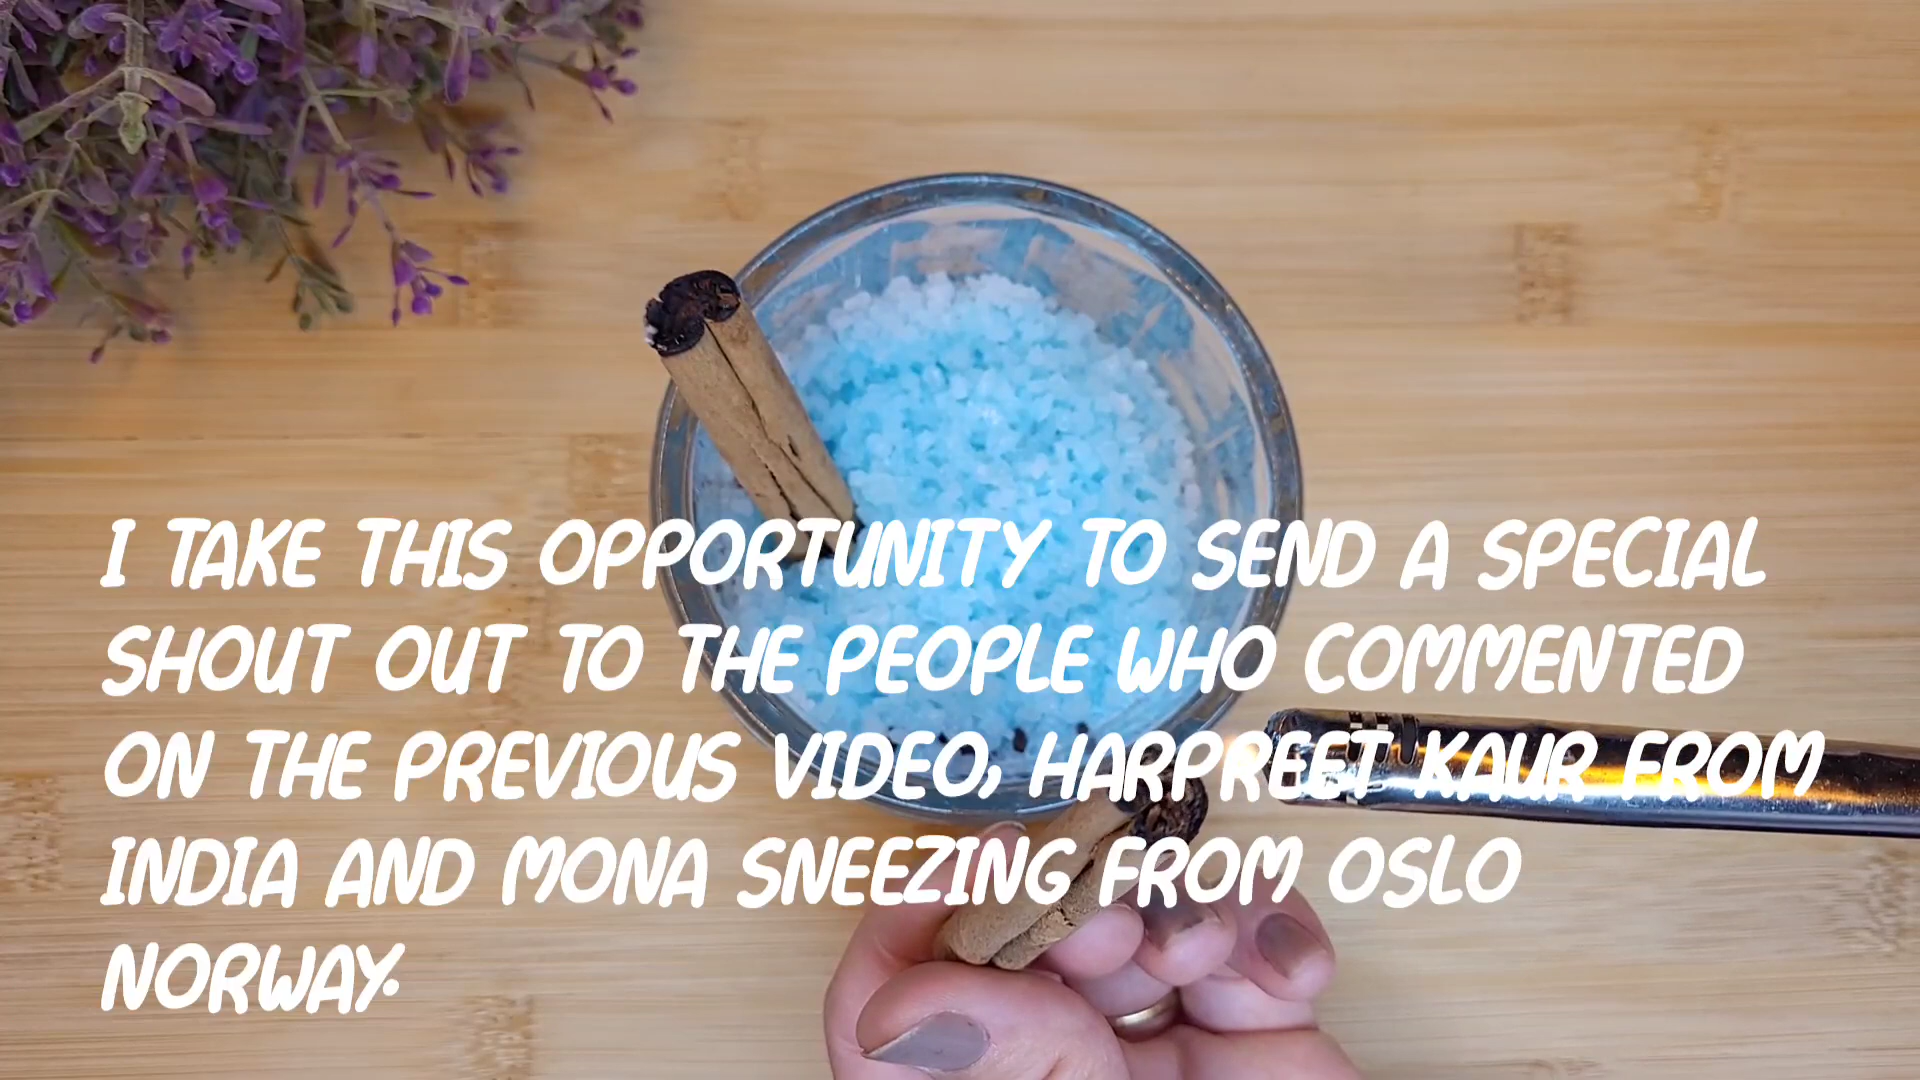 I TAKE THIS OPPORTUNITY TO SEND A SPECIAL
SHOUT OUT TO THE PEOPLE WHO COMMENTED
ON THE PREVIOUS VIDEO, HARPREET KAUR FROM
INDIA AND MONA SNEEZING FROM OSLO
NORWAY.